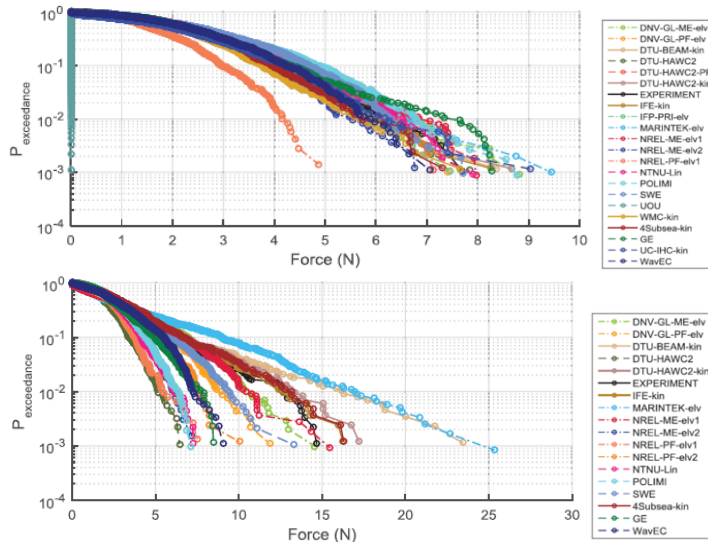 10⁰
10⁻¹
10⁻²
10⁻³
10⁻⁴
P exceedance
0 1 2 3 4 5 6 7 8 9 10
Force (N)
DNV-GL-ME-elv
DNV-GL-PF-elv
DTU-BEAM-kin
DTU-HAWC2
DTU-HAWC2-PF
DTU-HAWC2-kin
EXPERIMENT
IFE-kin
IFP-PRI-elv
MARINTEK-elv
NREL-ME-elv1
NREL-ME-elv2
NREL-PF-elv1
NTNU-Lin
POLIMI
SWE
UOU
WMC-kin
4Subsea-kin
GE
UC-IHC-kin
WavEC
10⁰
10⁻¹
10⁻²
10⁻³
10⁻⁴
P exceedance
0 5 10 15 20 25 30
Force (N)
DNV-GL-ME-elv
DNV-GL-PF-elv
DTU-BEAM-kin
DTU-HAWC2
DTU-HAWC2-kin
EXPERIMENT
IFE-kin
MARINTEK-elv
NREL-ME-elv1
NREL-ME-elv2
NREL-PF-elv1
NREL-PF-elv2
NTNU-Lin
POLIMI
SWE
4Subsea-kin
GE
WavEC